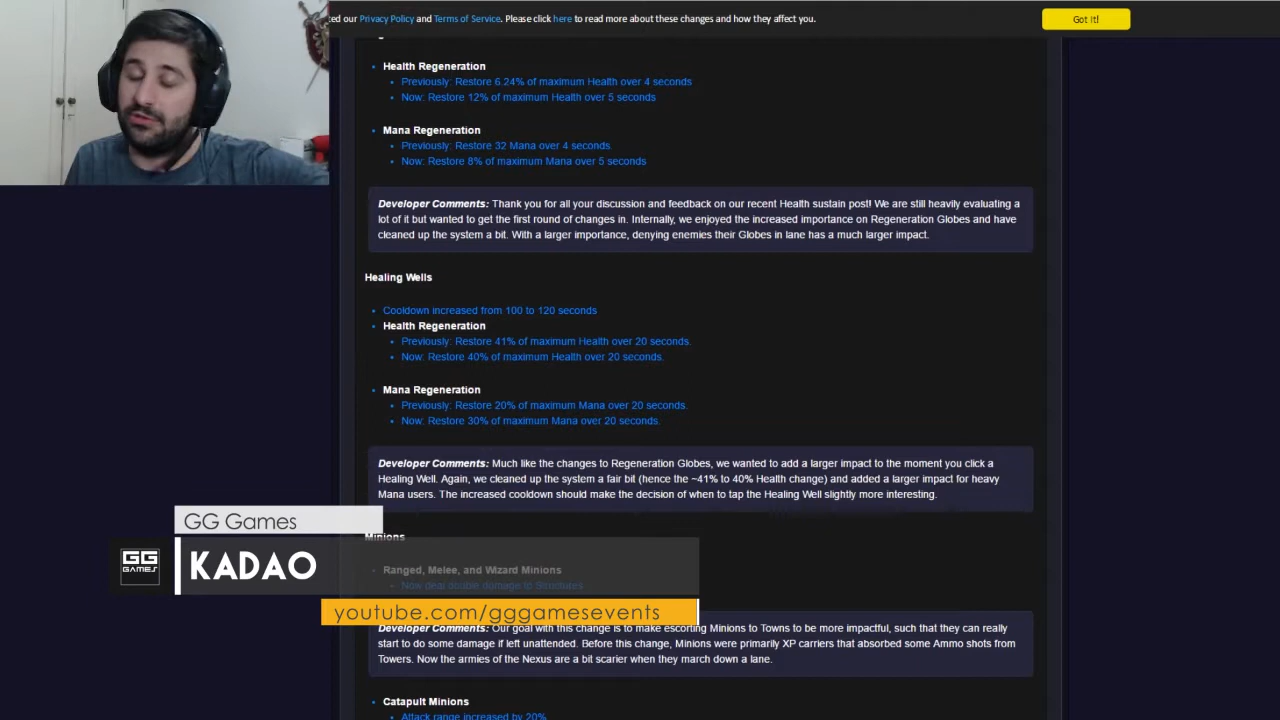 ted our Privacy Policy and Terms of Service. Please click here to read more about these changes and how they affect you.
Got It!
Health Regeneration
Previously: Restore 6.24% of maximum Health over 4 seconds
Now: Restore 12% of maximum Health over 5 seconds
Mana Regeneration
Previously: Restore 32 Mana over 4 seconds.
Now: Restore 8% of maximum Mana over 5 seconds
Developer Comments: Thank you for all your discussion and feedback on our recent Health sustain post! We are still heavily evaluating a
lot of it but wanted to get the first round of changes in. Internally, we enjoyed the increased importance on Regeneration Globes and have
cleaned up the system a bit. With a larger importance, denying enemies their Globes in lane has a much larger impact.
Healing Wells
Cooldown increased from 100 to 120 seconds
Health Regeneration
Previously: Restore 41% of maximum Health over 20 seconds.
Now: Restore 40% of maximum Health over 20 seconds.
Mana Regeneration
Previously: Restore 20% of maximum Mana over 20 seconds.
Now: Restore 30% of maximum Mana over 20 seconds.
Developer Comments: Much like the changes to Regeneration Globes, we wanted to add a larger impact to the moment you click a
Healing Well. Again, we cleaned up the system a fair bit (hence the ~41% to 40% Health change) and added a larger impact for heavy
Mana users. The increased cooldown should make the decision of when to tap the Healing Well slightly more interesting.
GG Games
Minions
GG
GAMES
KADAO
Ranged, Melee, and Wizard Minions
Now deal double damage to Structures
youtube.com/gggamesevents
Developer Comments: Our goal with this change is to make escorting Minions to Towns to be more impactful, such that they can really
start to do some damage if left unattended. Before this change, Minions were primarily XP carriers that absorbed some Ammo shots from
Towers. Now the armies of the Nexus are a bit scarier when they march down a lane.
Catapult Minions
Attack range increased by 20%